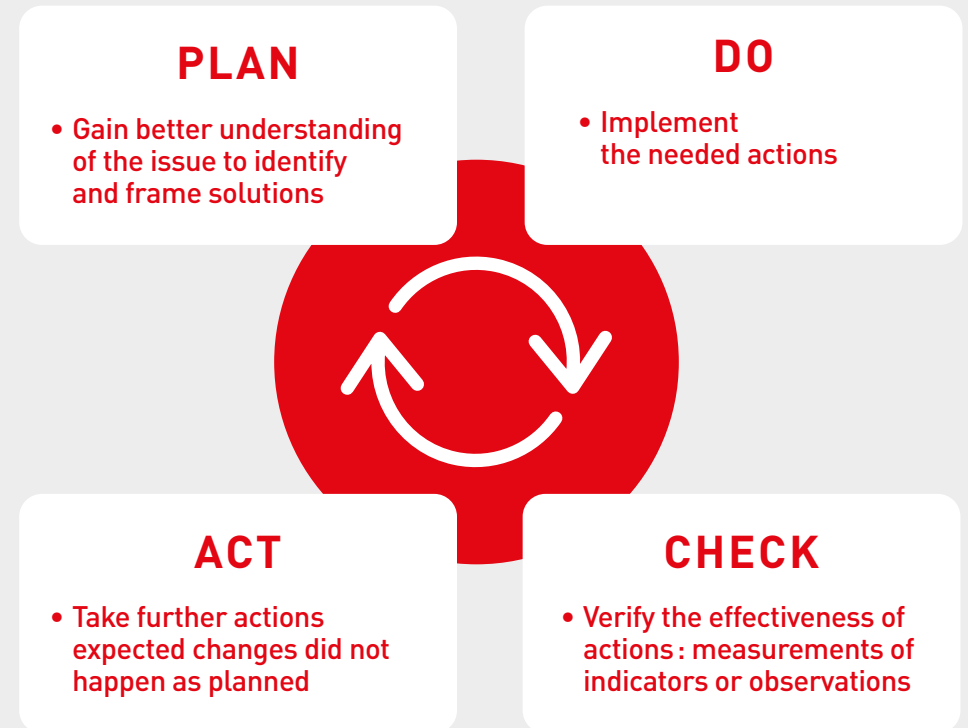 PLAN
• Gain better understanding
of the issue to identify
and frame solutions
DO
• Implement
the needed actions
ACT
• Take further actions
expected changes did not
happen as planned
CHECK
• Verify the effectiveness of
actions : measurements of
indicators or observations